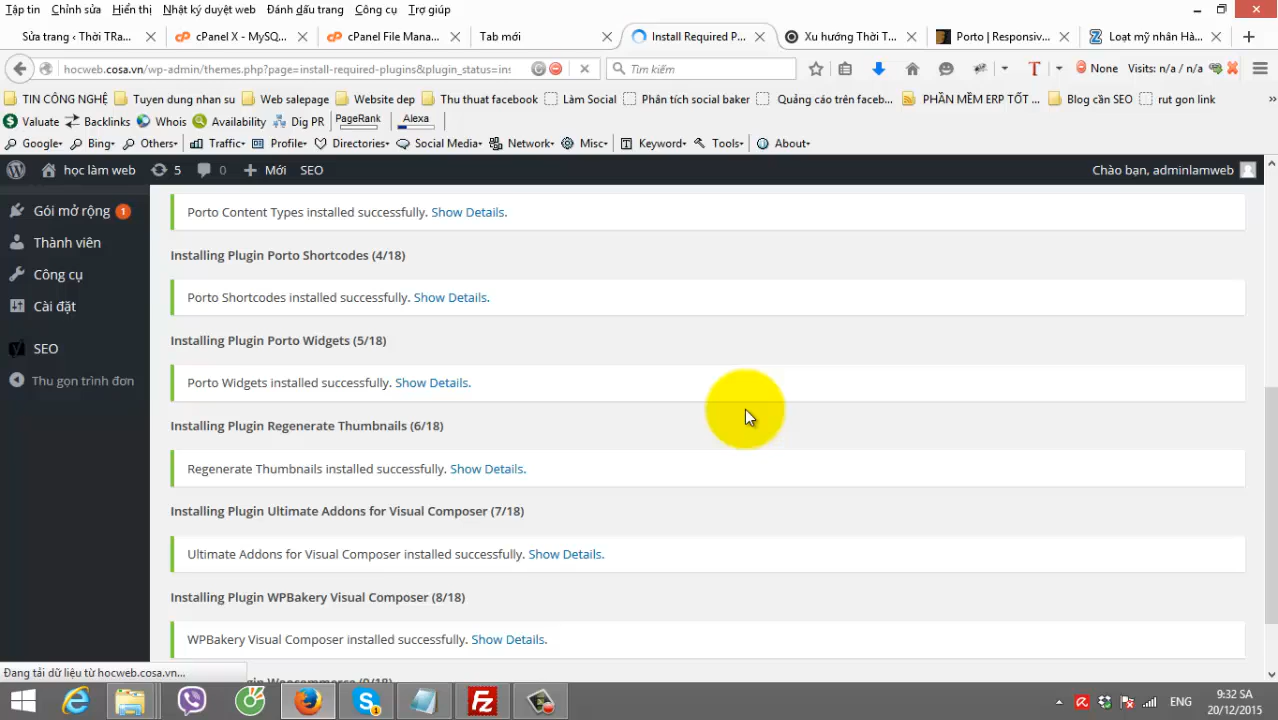 Tập tin Chỉnh sửa Hiển thị Nhật ký duyệt web Đánh dấu trang Công cụ Trợ giúp
Sửa trang ‹ Thời TRa... cPanel X - MySQ... cPanel File Mana... Tab mới Install Required P... Xu hướng Thời T... Porto | Responsiv... Loạt mỹ nhân Hà...
hocweb.cosa.vn/wp-admin/themes.php?page=install-required-plugins&plugin_status=ins Tìm kiếm None Visits: n/a / n/a
TIN CÔNG NGHỆ Tuyen dung nhan su Web salepage Website dep Thu thuat facebook Làm Social Phân tích social baker Quảng cáo trên faceb... PHẦN MỀM ERP TỐT ... Blog cần SEO rut gon link
Valuate Backlinks Whois Availability Dig PR PageRank Alexa
Google Bing Others Traffic Profile Directories Social Media Network Misc Keyword Tools About
học làm web 5 0 Mới SEO Chào bạn, adminlamweb
Gói mở rộng 1
Thành viên
Công cụ
Cài đặt
SEO
Thu gọn trình đơn
Porto Content Types installed successfully. Show Details.
Installing Plugin Porto Shortcodes (4/18)
Porto Shortcodes installed successfully. Show Details.
Installing Plugin Porto Widgets (5/18)
Porto Widgets installed successfully. Show Details.
Installing Plugin Regenerate Thumbnails (6/18)
Regenerate Thumbnails installed successfully. Show Details.
Installing Plugin Ultimate Addons for Visual Composer (7/18)
Ultimate Addons for Visual Composer installed successfully. Show Details.
Installing Plugin WPBakery Visual Composer (8/18)
WPBakery Visual Composer installed successfully. Show Details.
Woocommerce (9/18)
Đang tải dữ liệu từ hocweb.cosa.vn...
ENG 9:32 SA
20/12/2015